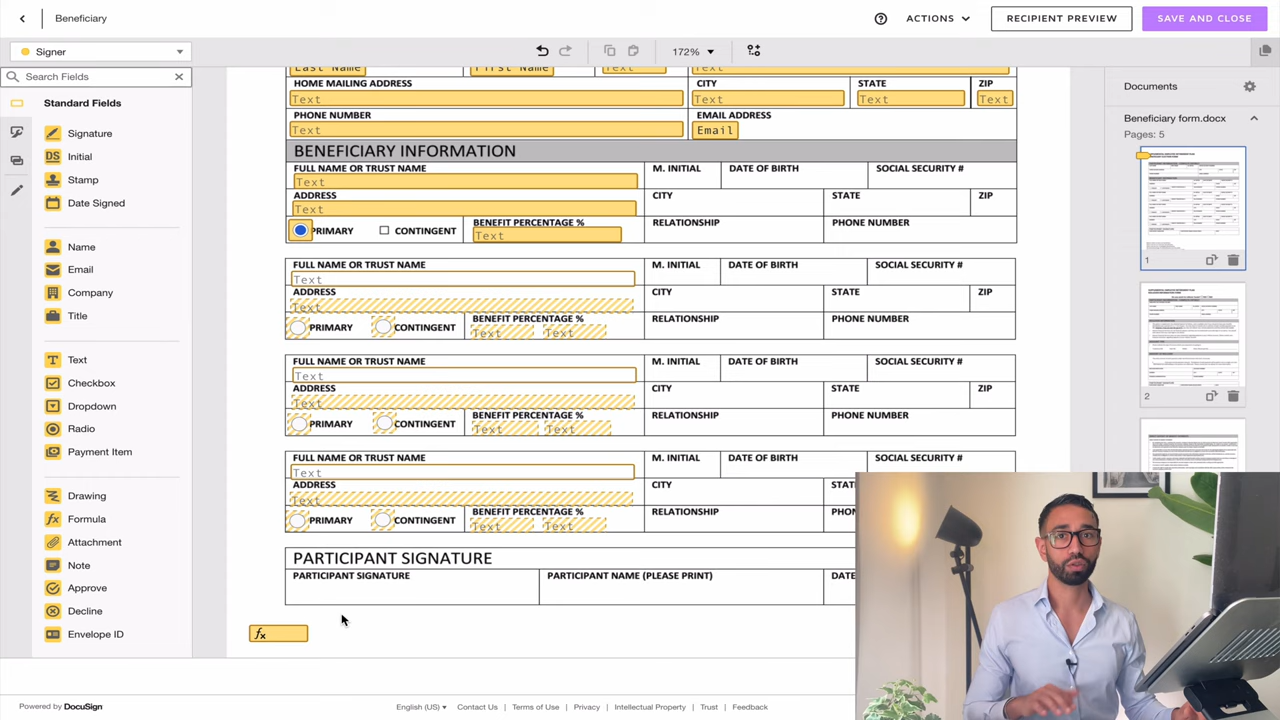 Beneficiary
ACTIONS
RECIPIENT PREVIEW
SAVE AND CLOSE
Signer
172%
Search Fields
Standard Fields
Signature
DS Initial
Stamp
Date Signed
Name
Email
Company
Title
Text
Checkbox
Dropdown
Radio
Payment Item
Drawing
fx Formula
Attachment
Note
Approve
Decline
Envelope ID
Last Name First Name Text Text
HOME MAILING ADDRESS CITY STATE ZIP
Text Text Text Text
PHONE NUMBER EMAIL ADDRESS
Text Email
BENEFICIARY INFORMATION
FULL NAME OR TRUST NAME M. INITIAL DATE OF BIRTH SOCIAL SECURITY #
Text
ADDRESS CITY STATE ZIP
Text
BENEFIT PERCENTAGE % RELATIONSHIP PHONE NUMBER
PRIMARY CONTINGENT Text
FULL NAME OR TRUST NAME M. INITIAL DATE OF BIRTH SOCIAL SECURITY #
Text
ADDRESS CITY STATE ZIP
Text
BENEFIT PERCENTAGE % RELATIONSHIP PHONE NUMBER
PRIMARY CONTINGENT Text Text
FULL NAME OR TRUST NAME M. INITIAL DATE OF BIRTH SOCIAL SECURITY #
Text
ADDRESS CITY STATE ZIP
Text
BENEFIT PERCENTAGE % RELATIONSHIP PHONE NUMBER
PRIMARY CONTINGENT Text Text
FULL NAME OR TRUST NAME M. INITIAL DATE OF BIRTH SOCIAL SECURITY #
Text
ADDRESS CITY
Text
BENEFIT PERCENTAGE % RELATIONSHIP
PRIMARY CONTINGENT Text Text
PARTICIPANT SIGNATURE
PARTICIPANT SIGNATURE PARTICIPANT NAME (PLEASE PRINT) DATE
fx
Documents
Beneficiary form.docx
Pages: 5
1
2
Powered by DocuSign
English (US) Contact Us Terms of Use Privacy Intellectual Property Trust Feedback